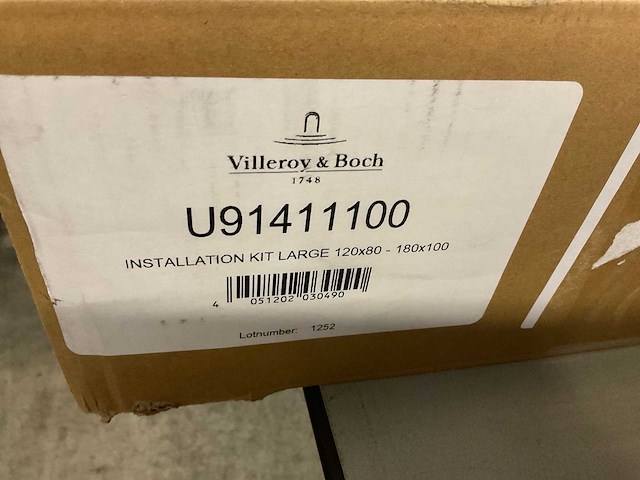 Villeroy & Boch
1748
U91411100
INSTALLATION KIT LARGE 120x80 - 180x100
4 051202 030490
Lotnumber: 1252